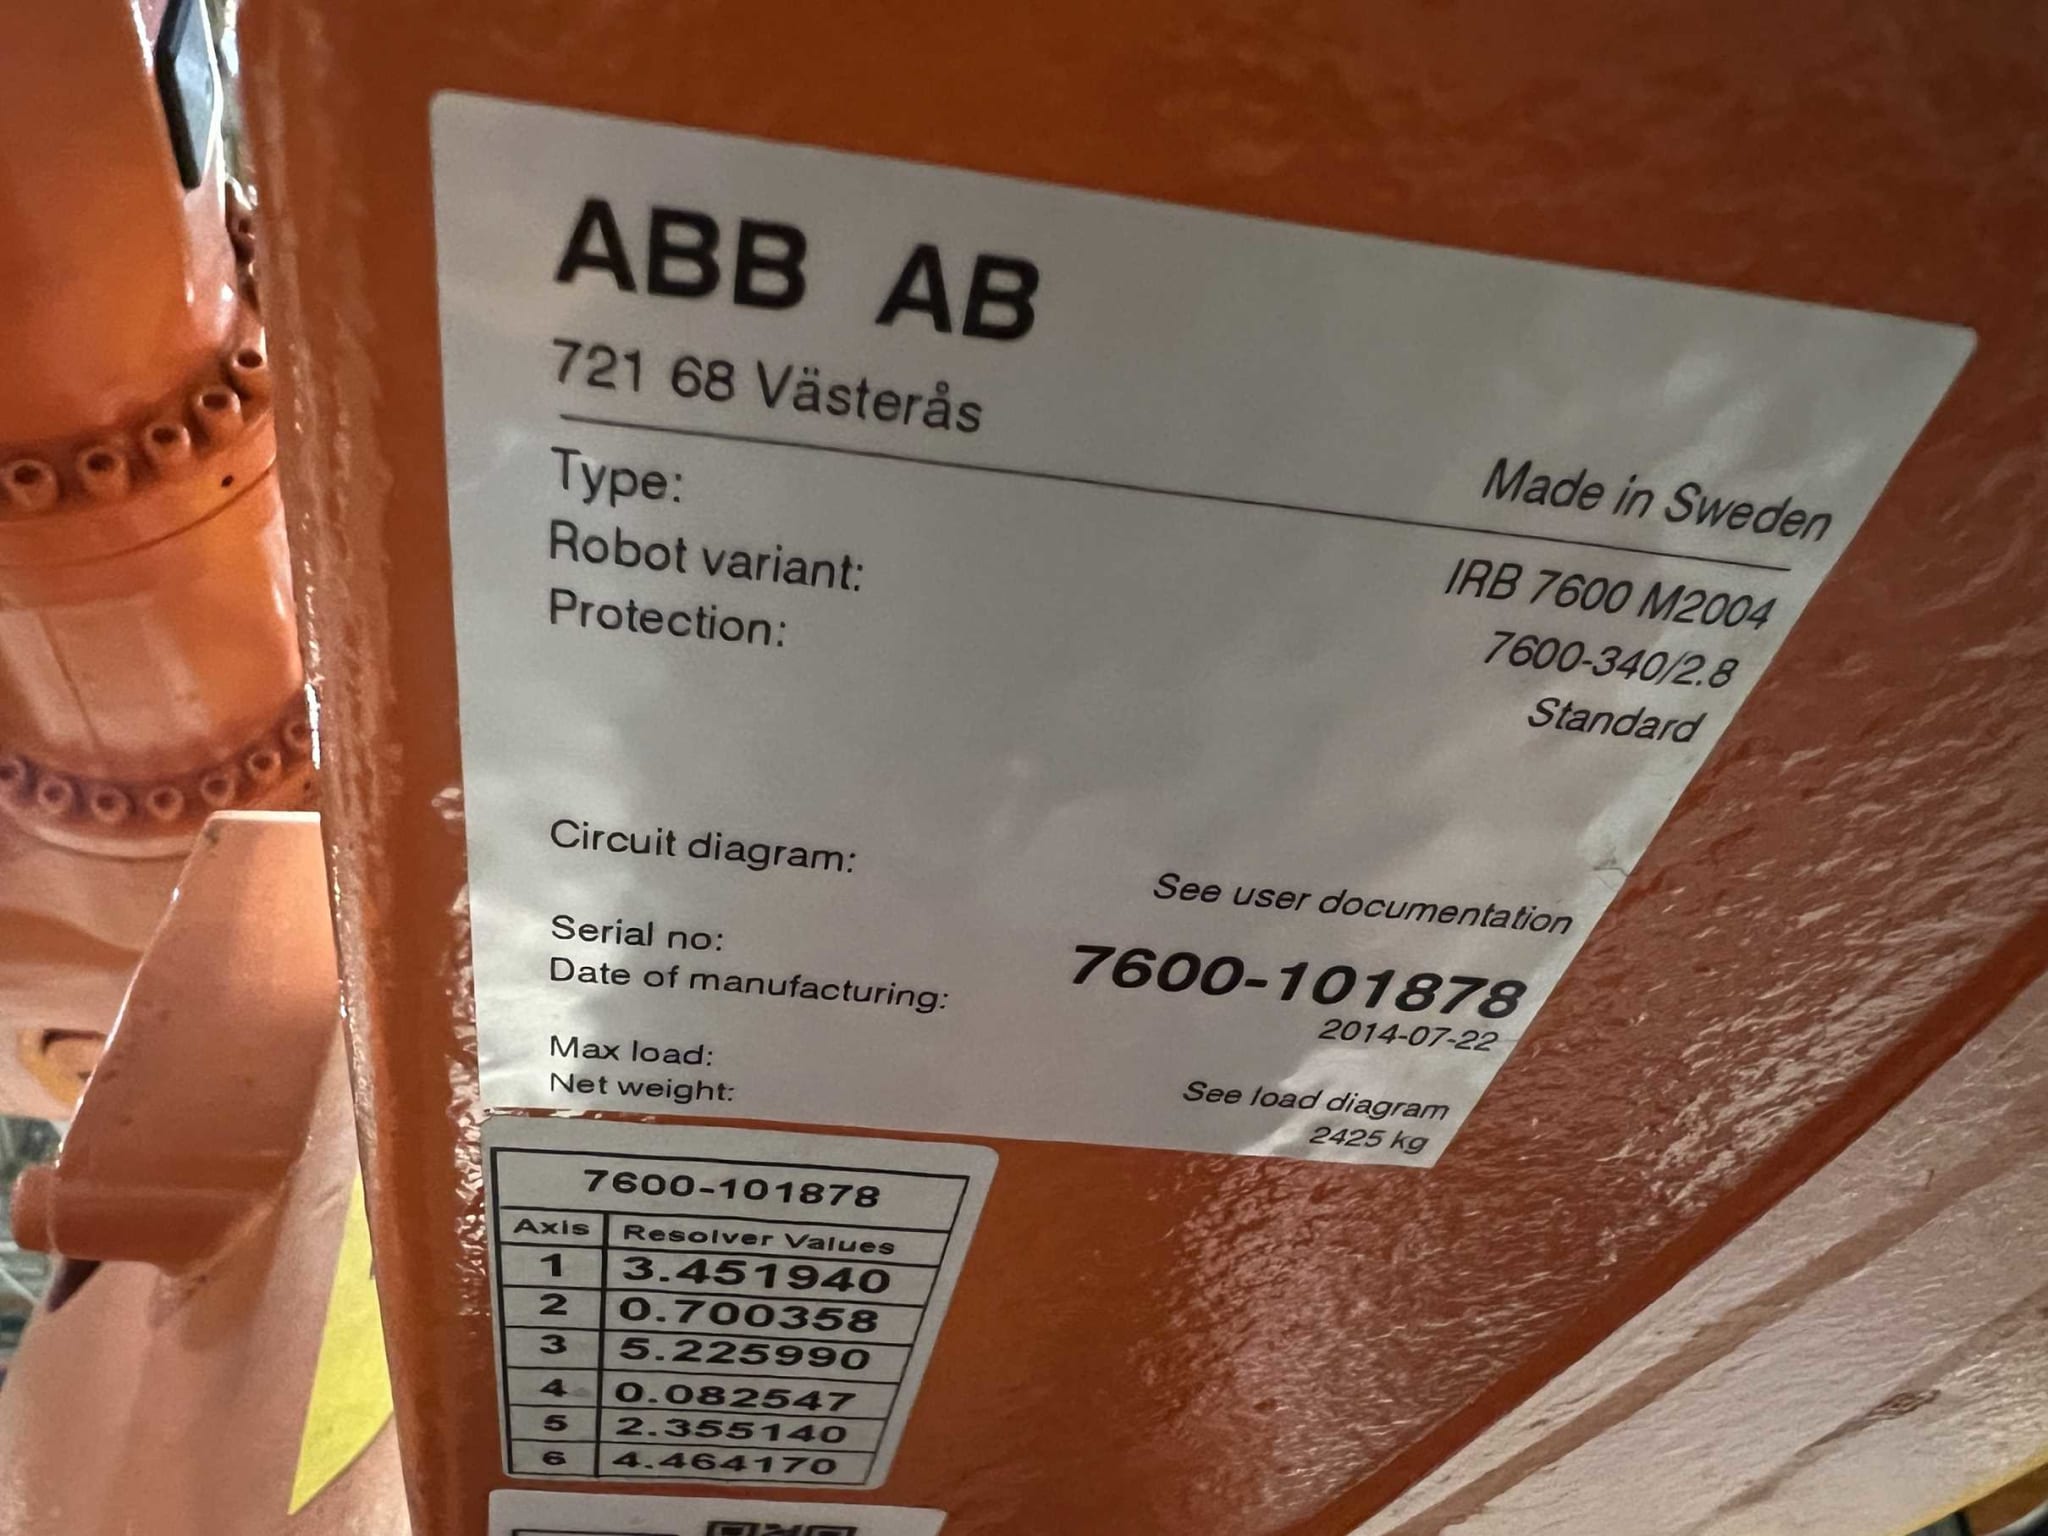 ABB AB
721 68 Västerås
Made in Sweden
Type: IRB 7600 M2004
Robot variant: 7600-340/2.8
Protection: Standard
Circuit diagram: See user documentation
Serial no: 7600-101878
Date of manufacturing: 2014-07-22
Max load: See load diagram
Net weight: 2425 kg
7600-101878
Axis Resolver Values
1 3.451940
2 0.700358
3 5.225990
4 0.082547
5 2.355140
6 4.464170